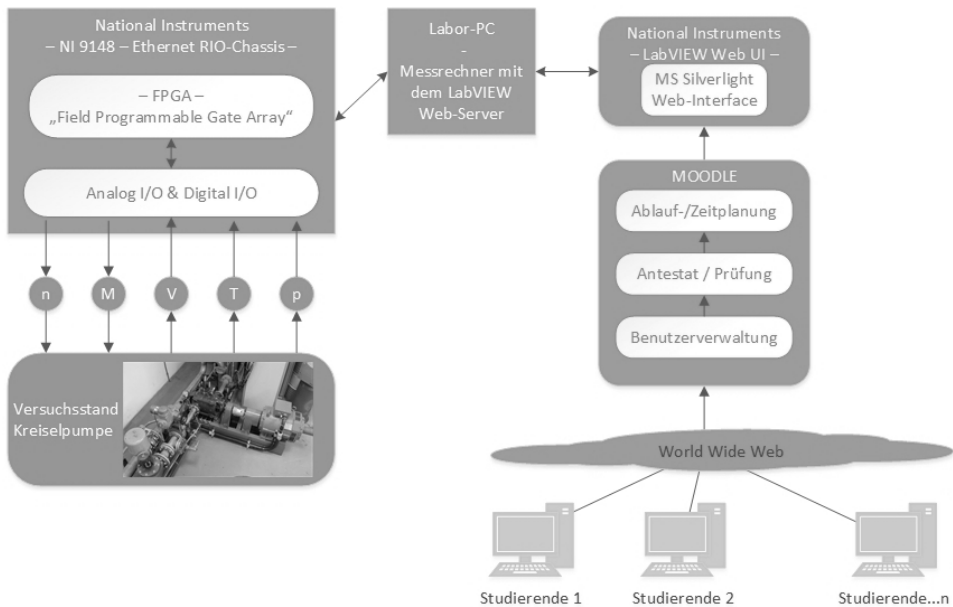 National Instruments
– NI 9148 – Ethernet RIO-Chassis –
– FPGA –
„Field Programmable Gate Array“
Analog I/O & Digital I/O
n
M
V
T
p
Versuchsstand
Kreiselpumpe
Labor-PC
-
Messrechner mit
dem LabVIEW
Web-Server
National Instruments
– LabVIEW Web UI –
MS Silverlight
Web-Interface
MOODLE
Ablauf-/Zeitplanung
Antestat / Prüfung
Benutzerverwaltung
World Wide Web
Studierende 1
Studierende 2
Studierende...n